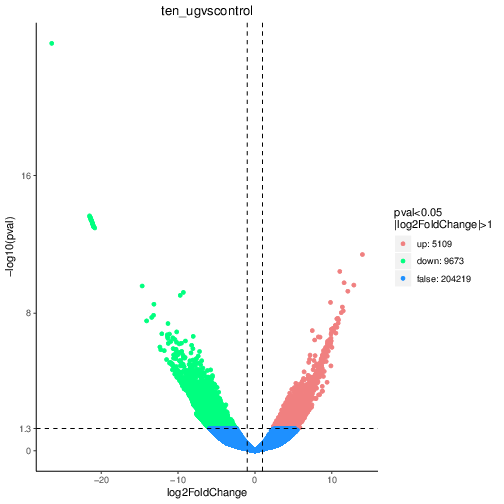 ten_ugvscontrol
16
8
1.3
0
−log10(pval)
−20
−10
0
10
log2FoldChange
pval<0.05
|log2FoldChange|>1
up: 5109
down: 9673
false: 204219